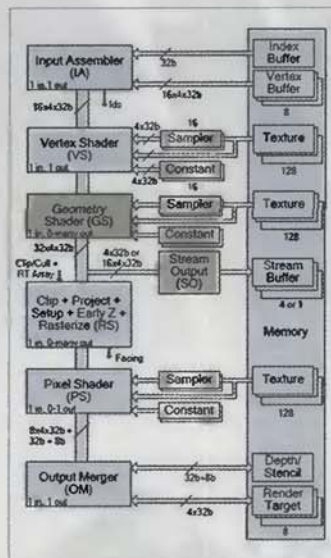 Input Assembler
(IA)
1 in, 1 out
32b
Index
Buffer
16x4x32b
Vertex
Buffer
8
16x4x32b
Ids
Vertex Shader
(VS)
1 in, 1 out
4x32b
16
Sampler
Texture
Constant
4x32b
16
128
Geometry
Shader (GS)
1 in, 0-many out
Sampler
Texture
Constant
128
32x4x32b
Clip/Cull +
RT Array
4x32b or
16x4x32b
Stream
Output (SO)
Stream
Buffer
4 or 1
Clip + Project +
Setup + Early Z +
Rasterize (RS)
1 in, 0-many out
Memory
Facing
Pixel Shader
(PS)
1 in, 0-1 out
Sampler
Texture
Constant
128
8x4x32b +
32b + 8b
Output Merger
(OM)
1 in, 1 out
32b+8b
Depth/
Stencil
4x32b
Render
Target
8